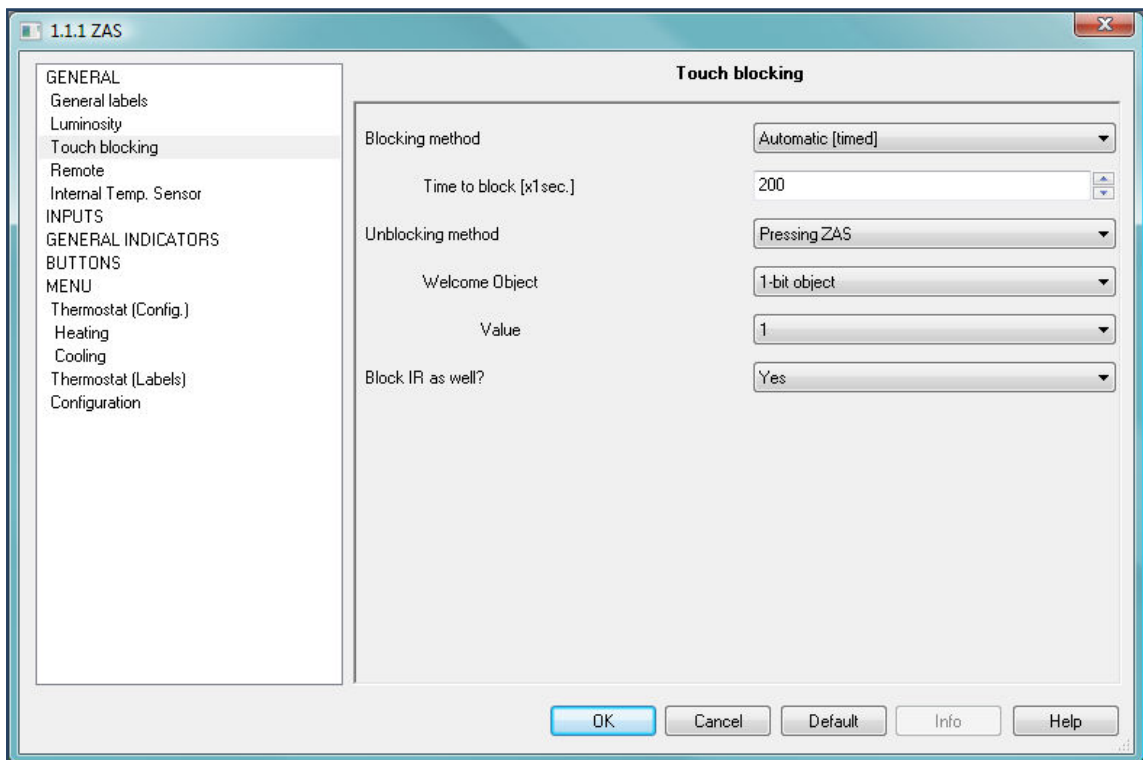 1.1.1 ZAS
GENERAL
General labels
Luminosity
Touch blocking
Remote
Internal Temp. Sensor
INPUTS
GENERAL INDICATORS
BUTTONS
MENU
Thermostat (Config.)
Heating
Cooling
Thermostat (Labels)
Configuration
Touch blocking
Blocking method Automatic [timed]
Time to block [x1sec.] 200
Unblocking method Pressing ZAS
Welcome Object 1-bit object
Value 1
Block IR as well? Yes
OK Cancel Default Info Help